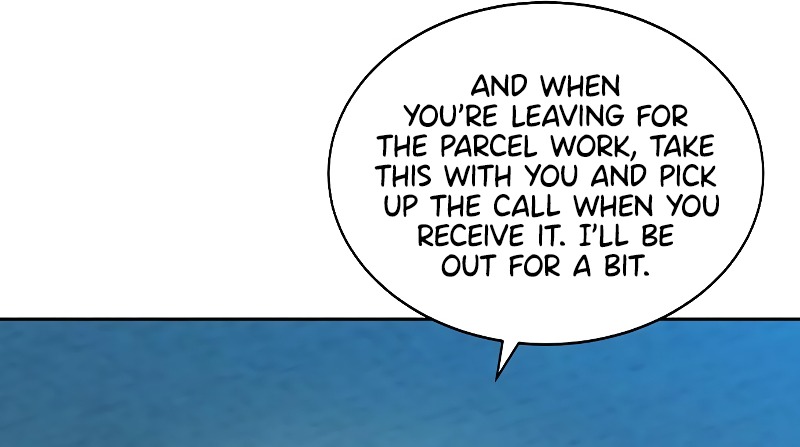 AND WHEN
YOU'RE LEAVING FOR
THE PARCEL WORK, TAKE
THIS WITH YOU AND PICK
UP THE CALL WHEN YOU
RECEIVE IT. I'LL BE
OUT FOR A BIT.